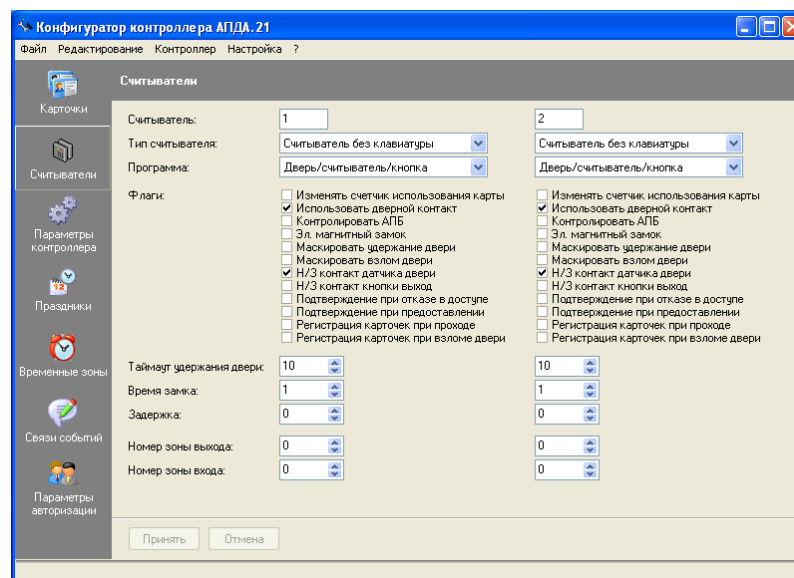 Конфигуратор контроллера АПДА.21
Файл Редактирование Контроллер Настройка ?
Карточки
Считыватели
Параметры
контроллера
12
Праздники
Временные зоны
Связи событий
Параметры
авторизации
Считыватели
Считыватель: 1 2
Тип считывателя: Считыватель без клавиатуры Считыватель без клавиатуры
Программа: Дверь/считыватель/кнопка Дверь/считыватель/кнопка
Флаги: Изменять счетчик использования карты Изменять счетчик использования карты
Использовать дверной контакт Использовать дверной контакт
Контролировать АПБ Контролировать АПБ
Эл. магнитный замок Эл. магнитный замок
Маскировать удержание двери Маскировать удержание двери
Маскировать взлом двери Маскировать взлом двери
Н/З контакт датчика двери Н/З контакт датчика двери
Н/З контакт кнопки выход Н/З контакт кнопки выход
Подтверждение при отказе в доступе Подтверждение при отказе в доступе
Подтверждение при предоставлении Подтверждение при предоставлении
Регистрация карточек при проходе Регистрация карточек при проходе
Регистрация карточек при взломе двери Регистрация карточек при взломе двери
Таймаут удержания двери: 10 10
Время замка: 1 1
Задержка: 0 0
Номер зоны выхода: 0 0
Номер зоны входа: 0 0
Принять Отмена